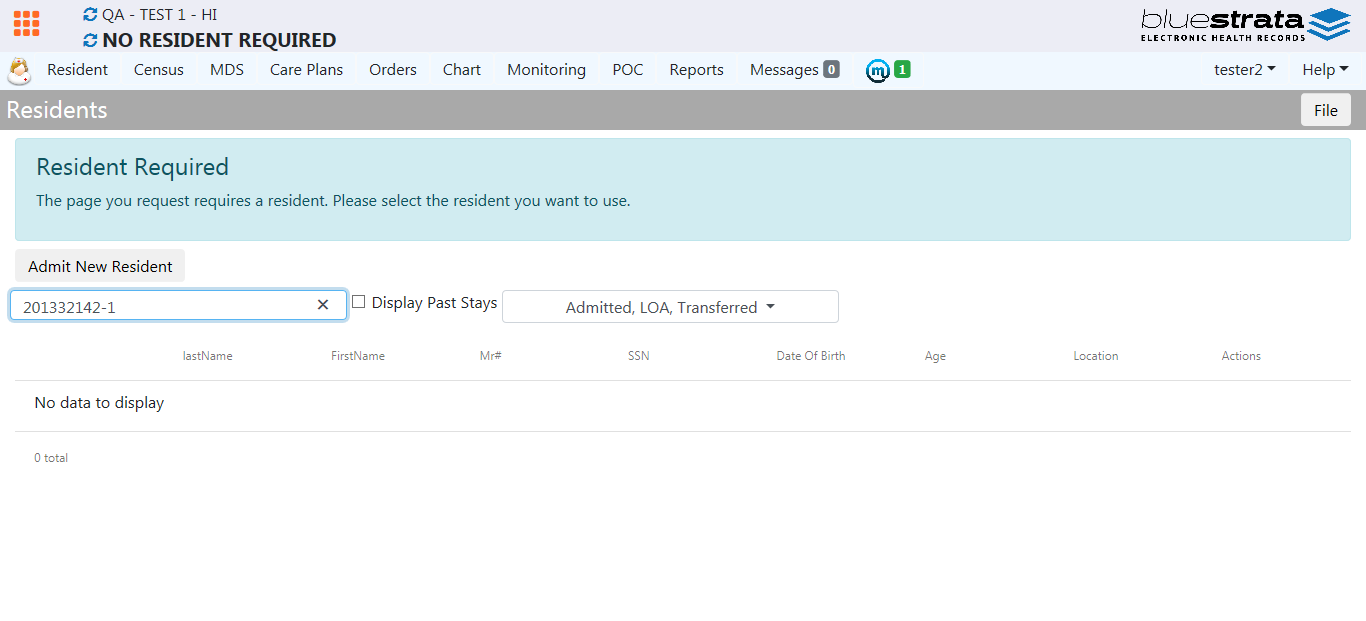 QA - TEST 1 - HI
NO RESIDENT REQUIRED
bluestrata
ELECTRONIC HEALTH RECORDS
Resident Census MDS Care Plans Orders Chart Monitoring POC Reports Messages 0 m 1 tester2 Help
Residents File
Resident Required
The page you request requires a resident. Please select the resident you want to use.
Admit New Resident
201332142-1 × Display Past Stays Admitted, LOA, Transferred
lastName FirstName Mr# SSN Date Of Birth Age Location Actions
No data to display
0 total